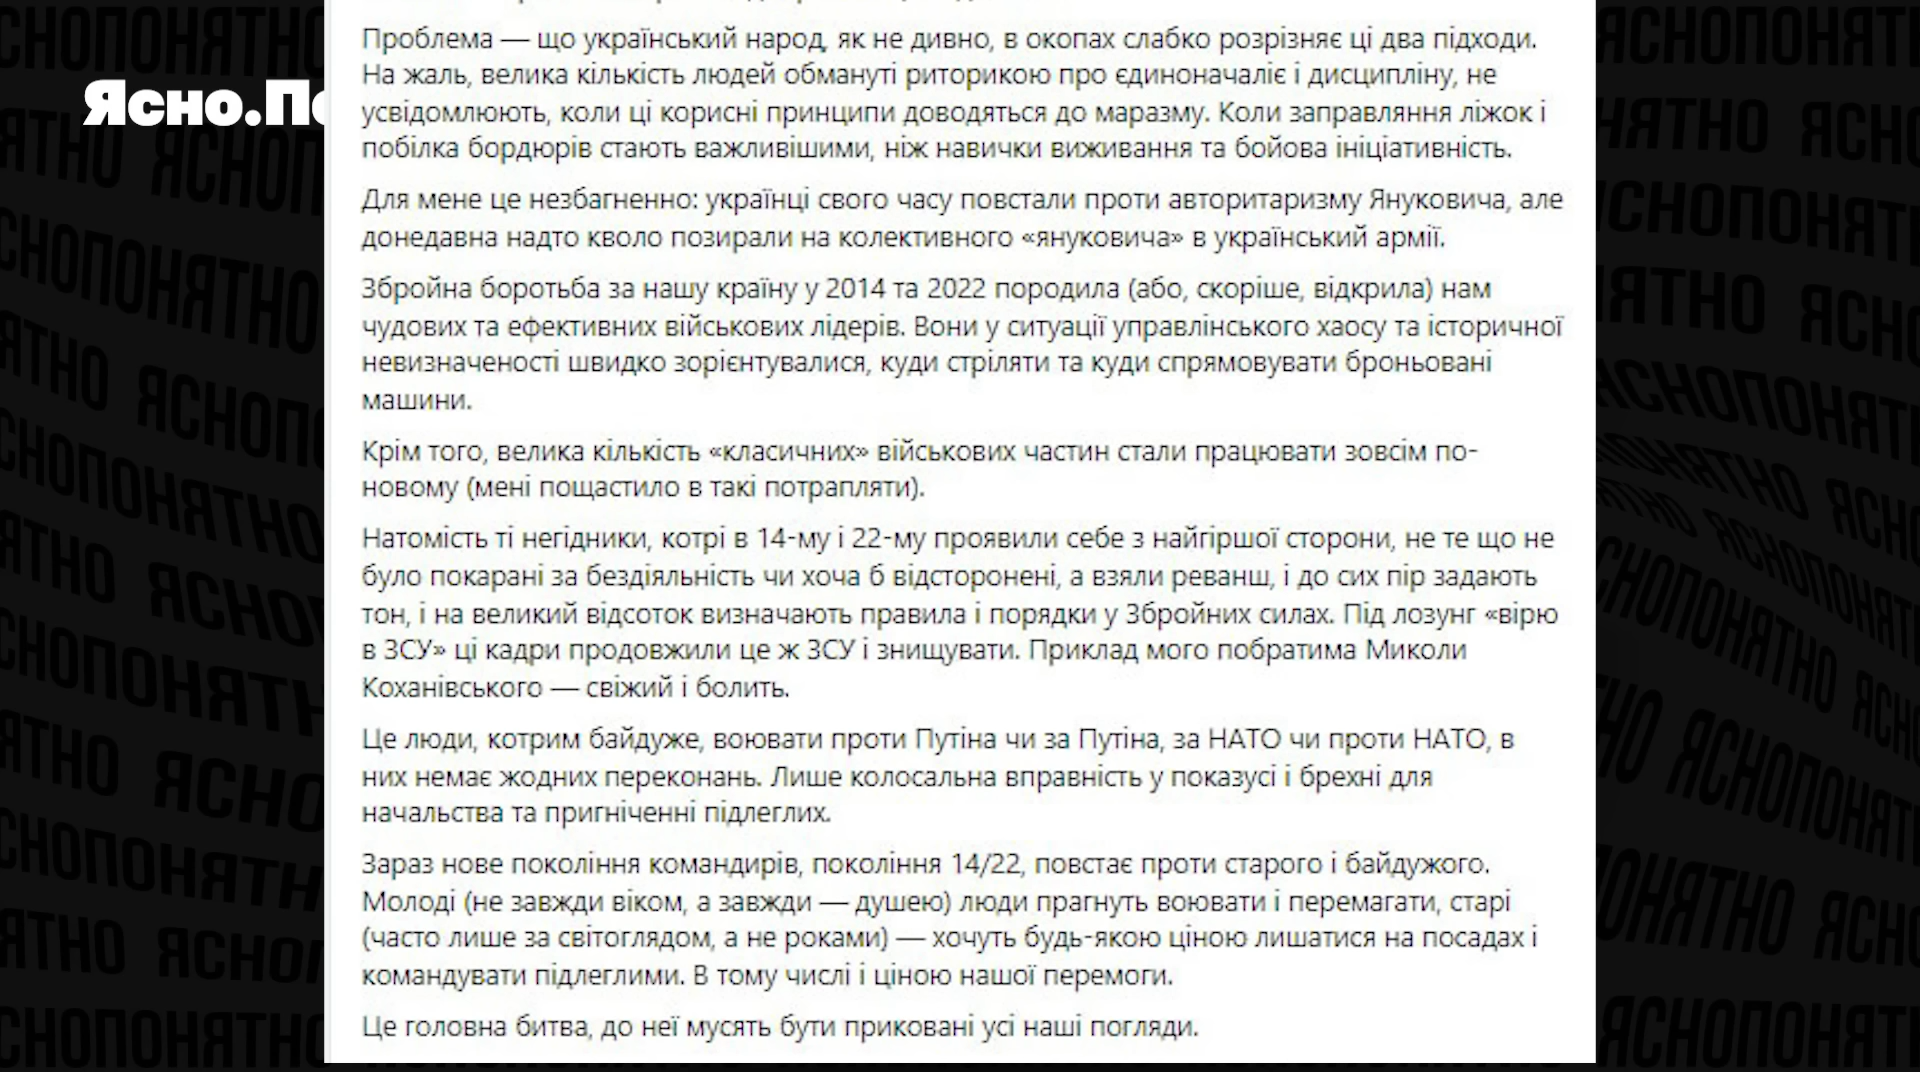 Ясно.По
Проблема — що український народ, як не дивно, в окопах слабко розрізняє ці два підходи.
На жаль, велика кількість людей обмануті риторикою про єдиноначаліє і дисципліну, не
усвідомлюють, коли ці корисні принципи доводяться до маразму. Коли заправляння ліжок і
побілка бордюрів стають важливішими, ніж навички виживання та бойова ініціативність.
Для мене це незбагненно: українці свого часу повстали проти авторитаризму Януковича, але
донедавна надто кволо позирали на колективного «януковича» в український армії.
Збройна боротьба за нашу країну у 2014 та 2022 породила (або, скоріше, відкрила) нам
чудових та ефективних військових лідерів. Вони у ситуації управлінського хаосу та історичної
невизначеності швидко зорієнтувалися, куди стріляти та куди спрямовувати броньовані
машини.
Крім того, велика кількість «класичних» військових частин стали працювати зовсім по-
новому (мені пощастило в такі потрапляти).
Натомість ті негідники, котрі в 14-му і 22-му проявили себе з найгіршої сторони, не те що не
було покарані за бездіяльність чи хоча б відсторонені, а взяли реванш, і до сих пір задають
тон, і на великий відсоток визначають правила і порядки у Збройних силах. Під лозунг «вірю
в ЗСУ» ці кадри продовжили це ж ЗСУ і знищувати. Приклад мого побратима Миколи
Коханівського — свіжий і болить.
Це люди, котрим байдуже, воювати проти Путіна чи за Путіна, за НАТО чи проти НАТО, в
них немає жодних переконань. Лише колосальна вправність у показусі і брехні для
начальства та пригніченні підлеглих.
Зараз нове покоління командирів, покоління 14/22, повстає проти старого і байдужого.
Молоді (не завжди віком, а завжди — душею) люди прагнуть воювати і перемагати, старі
(часто лише за світоглядом, а не роками) — хочуть будь-якою ціною лишатися на посадах і
командувати підлеглими. В тому числі і ціною нашої перемоги.
Це головна битва, до неї мусять бути приковані усі наші погляди.